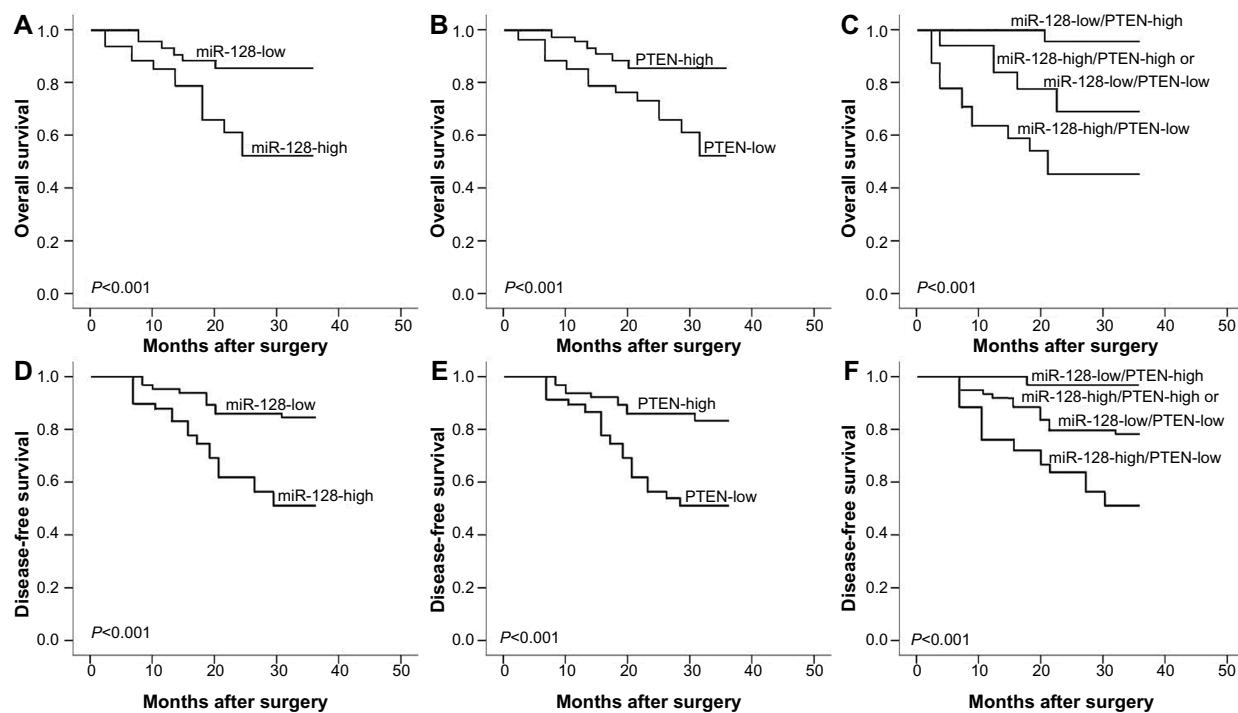 A
Overall survival
1.0
0.8
0.6
0.4
0.2
0.0
miR-128-low
miR-128-high
P<0.001
0 10 20 30 40 50
Months after surgery
B
Overall survival
1.0
0.8
0.6
0.4
0.2
0.0
PTEN-high
PTEN-low
P<0.001
0 10 20 30 40 50
Months after surgery
C
Overall survival
1.0
0.8
0.6
0.4
0.2
0.0
miR-128-low/PTEN-high
miR-128-high/PTEN-high or
miR-128-low/PTEN-low
miR-128-high/PTEN-low
P<0.001
0 10 20 30 40 50
Months after surgery
D
Disease-free survival
1.0
0.8
0.6
0.4
0.2
0.0
miR-128-low
miR-128-high
P<0.001
0 10 20 30 40 50
Months after surgery
E
Disease-free survival
1.0
0.8
0.6
0.4
0.2
0.0
PTEN-high
PTEN-low
P<0.001
0 10 20 30 40 50
Months after surgery
F
Disease-free survival
1.0
0.8
0.8
0.4
0.2
0.0
miR-128-low/PTEN-high
miR-128-high/PTEN-high or
miR-128-low/PTEN-low
miR-128-high/PTEN-low
P<0.001
0 10 20 30 40 50
Months after surgery